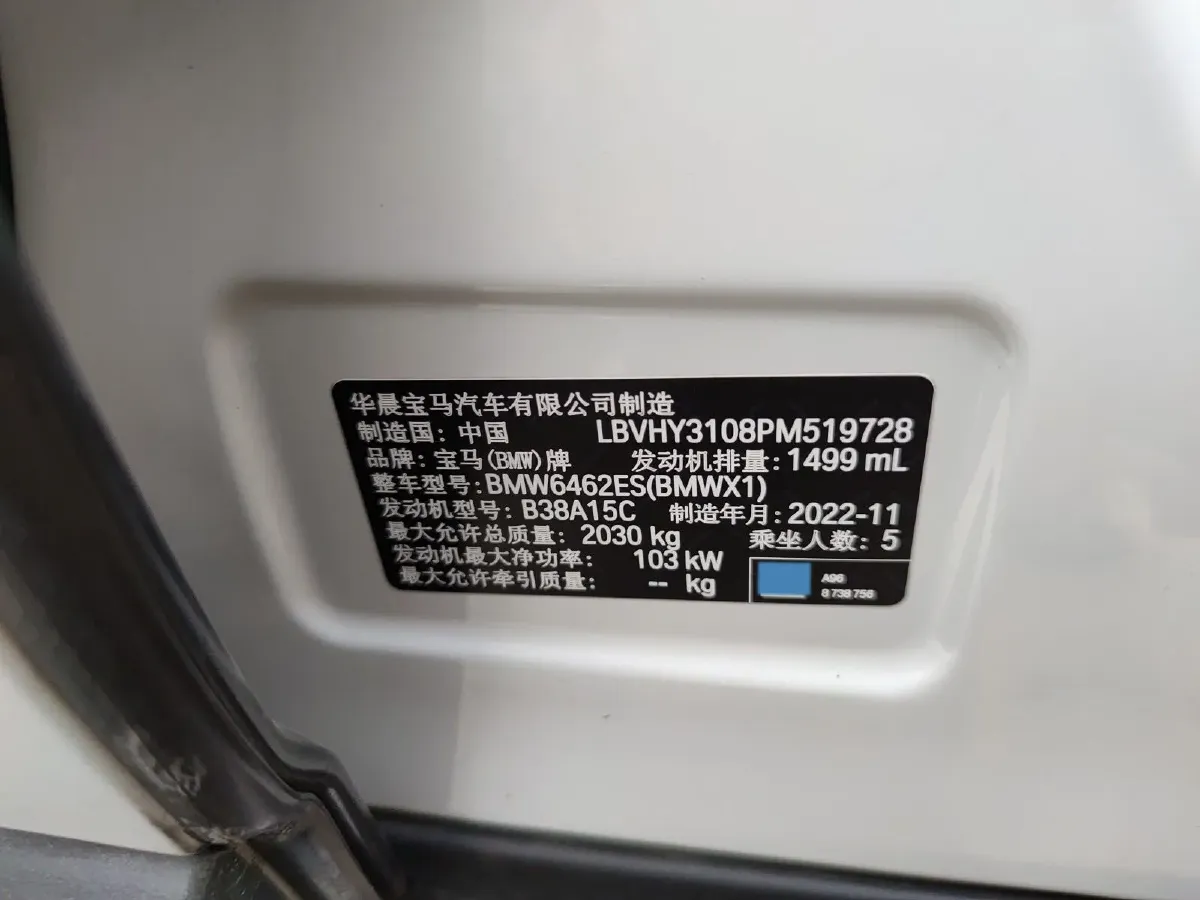 华晨宝马汽车有限公司制造
制造国：中国 LBVHY3108PM519728
品牌：宝马(BMW)牌 发动机排量：1499 mL
整车型号：BMW6462ES(BMWX1)
发动机型号：B38A15C 制造年月：2022-11
最大允许总质量：2030 kg 乘坐人数：5
发动机最大净功率：103 kW
最大允许牵引质量：-- kg
A96
8 738 756